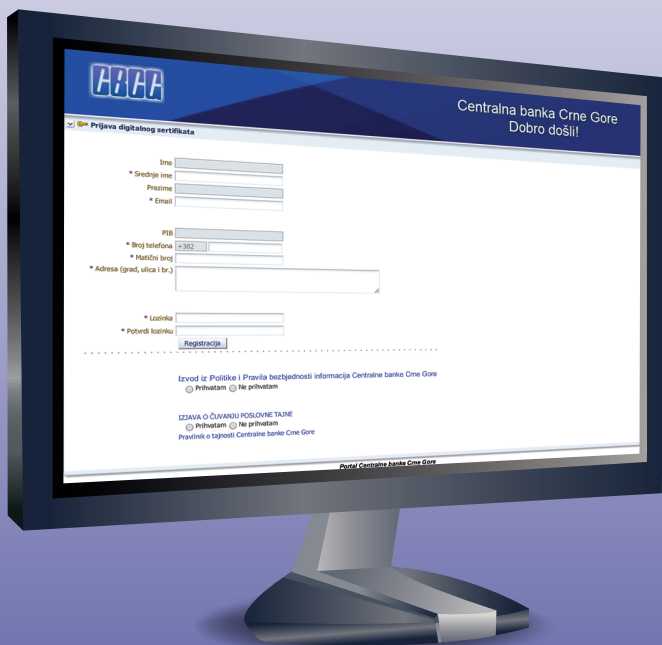 CBCG
Centralna banka Crne Gore
Dobro došli!
Prijava digitalnog sertifikata
Ime
* Srednje ime
Prezime
* Email
PIB
* Broj telefona +382
* Matični broj
* Adresa (grad, ulica i br.)
* Lozinka
* Potvrdi lozinku
Registracija
Izvod iz Politike i Pravila bezbjednosti informacija Centralne banke Crne Gore
Prihvatam Ne prihvatam
IZJAVA O ČUVANJU POSLOVNE TAJNE
Prihvatam Ne prihvatam
Pravilnik o tajnosti Centralne banke Crne Gore
Portal Centralne banke Crne Gore